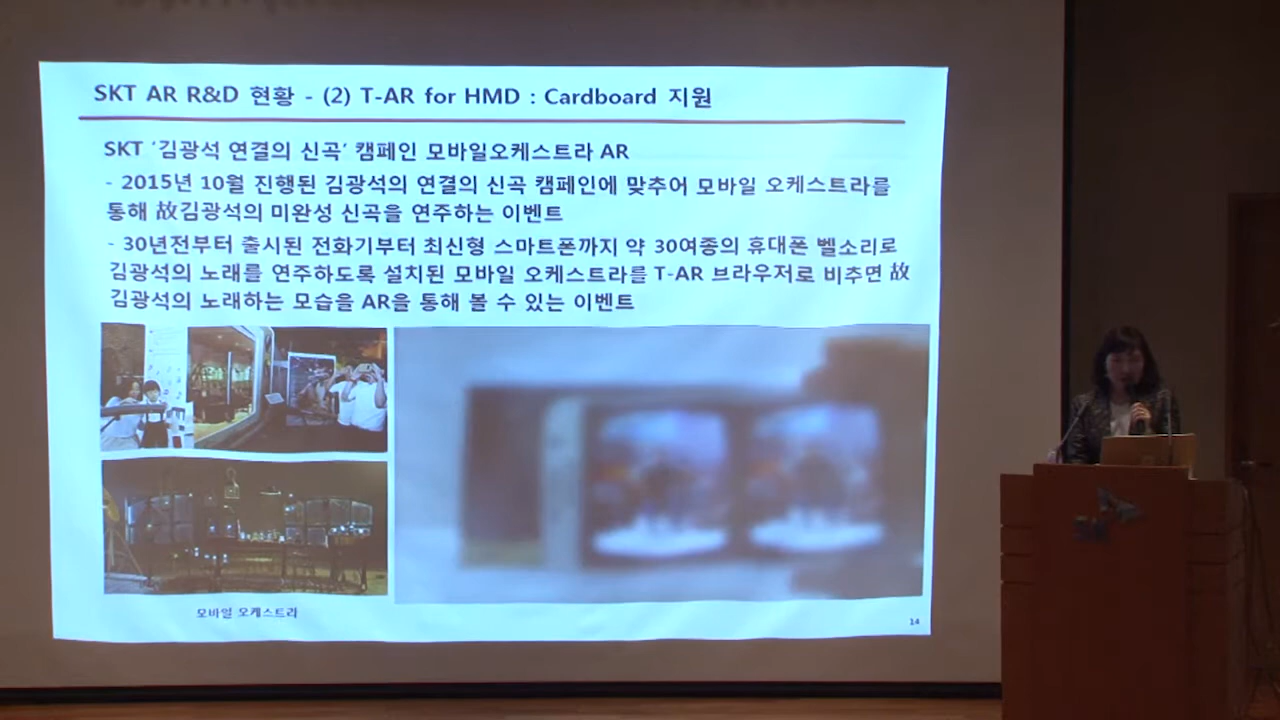 SKT AR R&D 현황 - (2) T-AR for HMD : Cardboard 지원
SKT '김광석 연결의 신곡' 캠페인 모바일오케스트라 AR
- 2015년 10월 진행된 김광석의 연결의 신곡 캠페인에 맞추어 모바일 오케스트라를
통해 故김광석의 미완성 신곡을 연주하는 이벤트
- 30년전부터 출시된 전화기부터 최신형 스마트폰까지 약 30여종의 휴대폰 벨소리로
김광석의 노래를 연주하도록 설치된 모바일 오케스트라를 T-AR 브라우저로 비추면 故
김광석의 노래하는 모습을 AR을 통해 볼 수 있는 이벤트
모바일 오케스트라
14